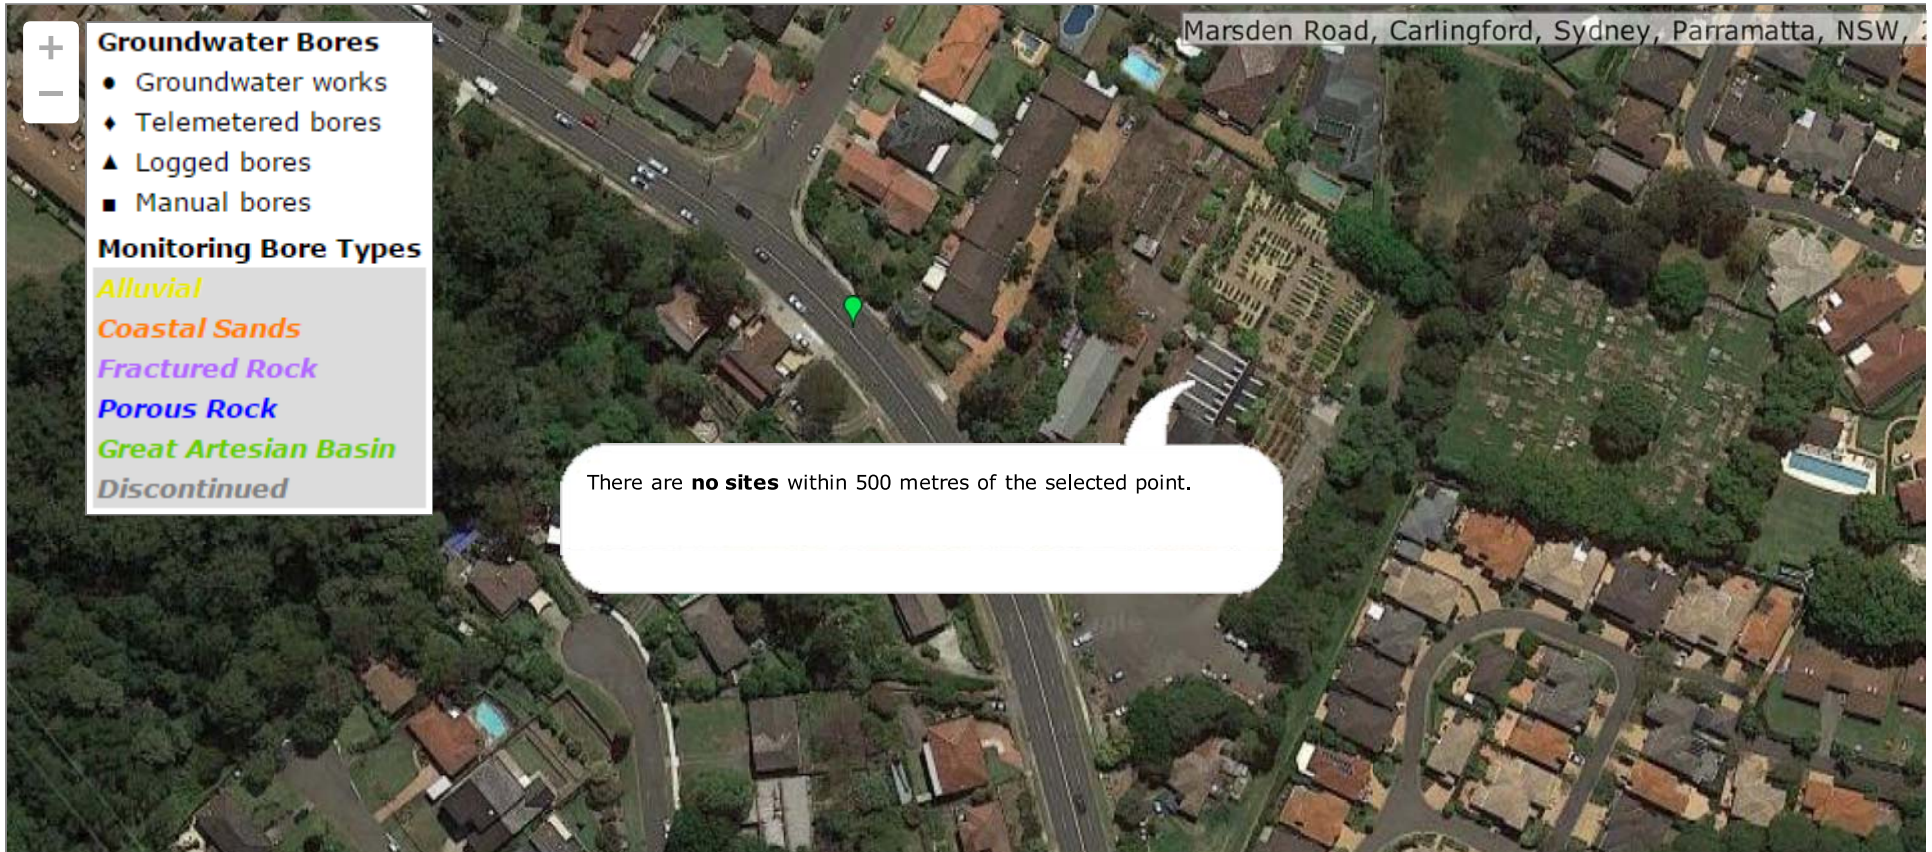 Marsden Road, Carlingford, Sydney, Parramatta, NSW,
+
−
Groundwater Bores
Groundwater works
Telemetered bores
Logged bores
Manual bores
Monitoring Bore Types
Alluvial
Coastal Sands
Fractured Rock
Porous Rock
Great Artesian Basin
Discontinued
There are no sites within 500 metres of the selected point.